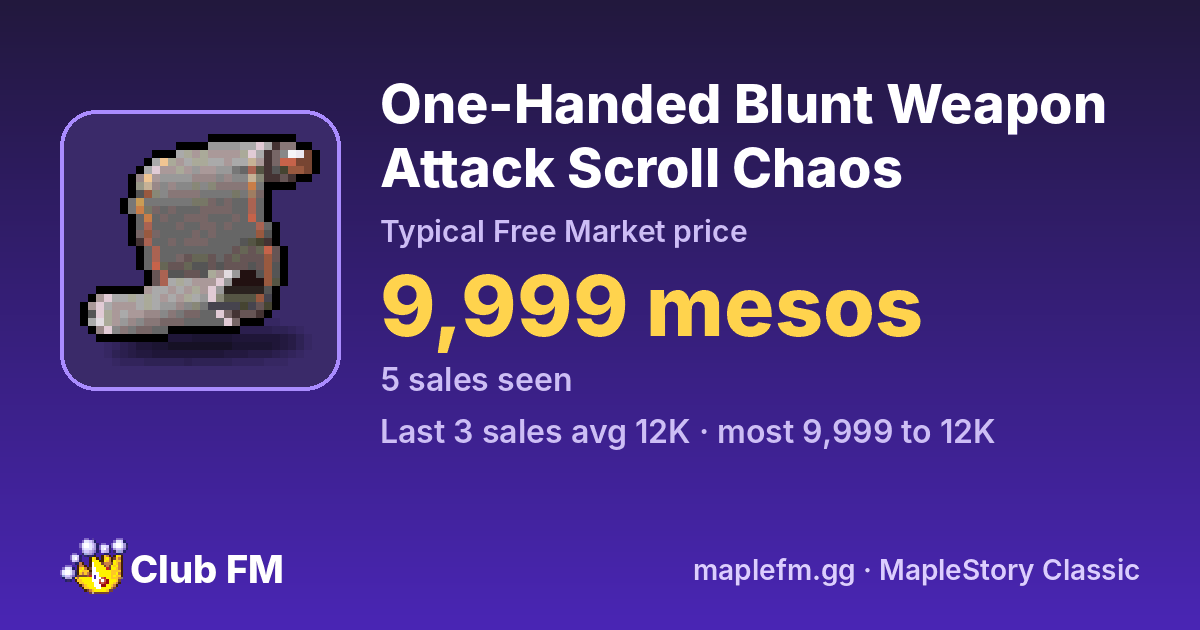 One-Handed Blunt Weapon
Attack Scroll Chaos
Typical Free Market price
9,999 mesos
5 sales seen
Last 3 sales avg 12K · most 9,999 to 12K
Club FM
maplefm.gg · MapleStory Classic